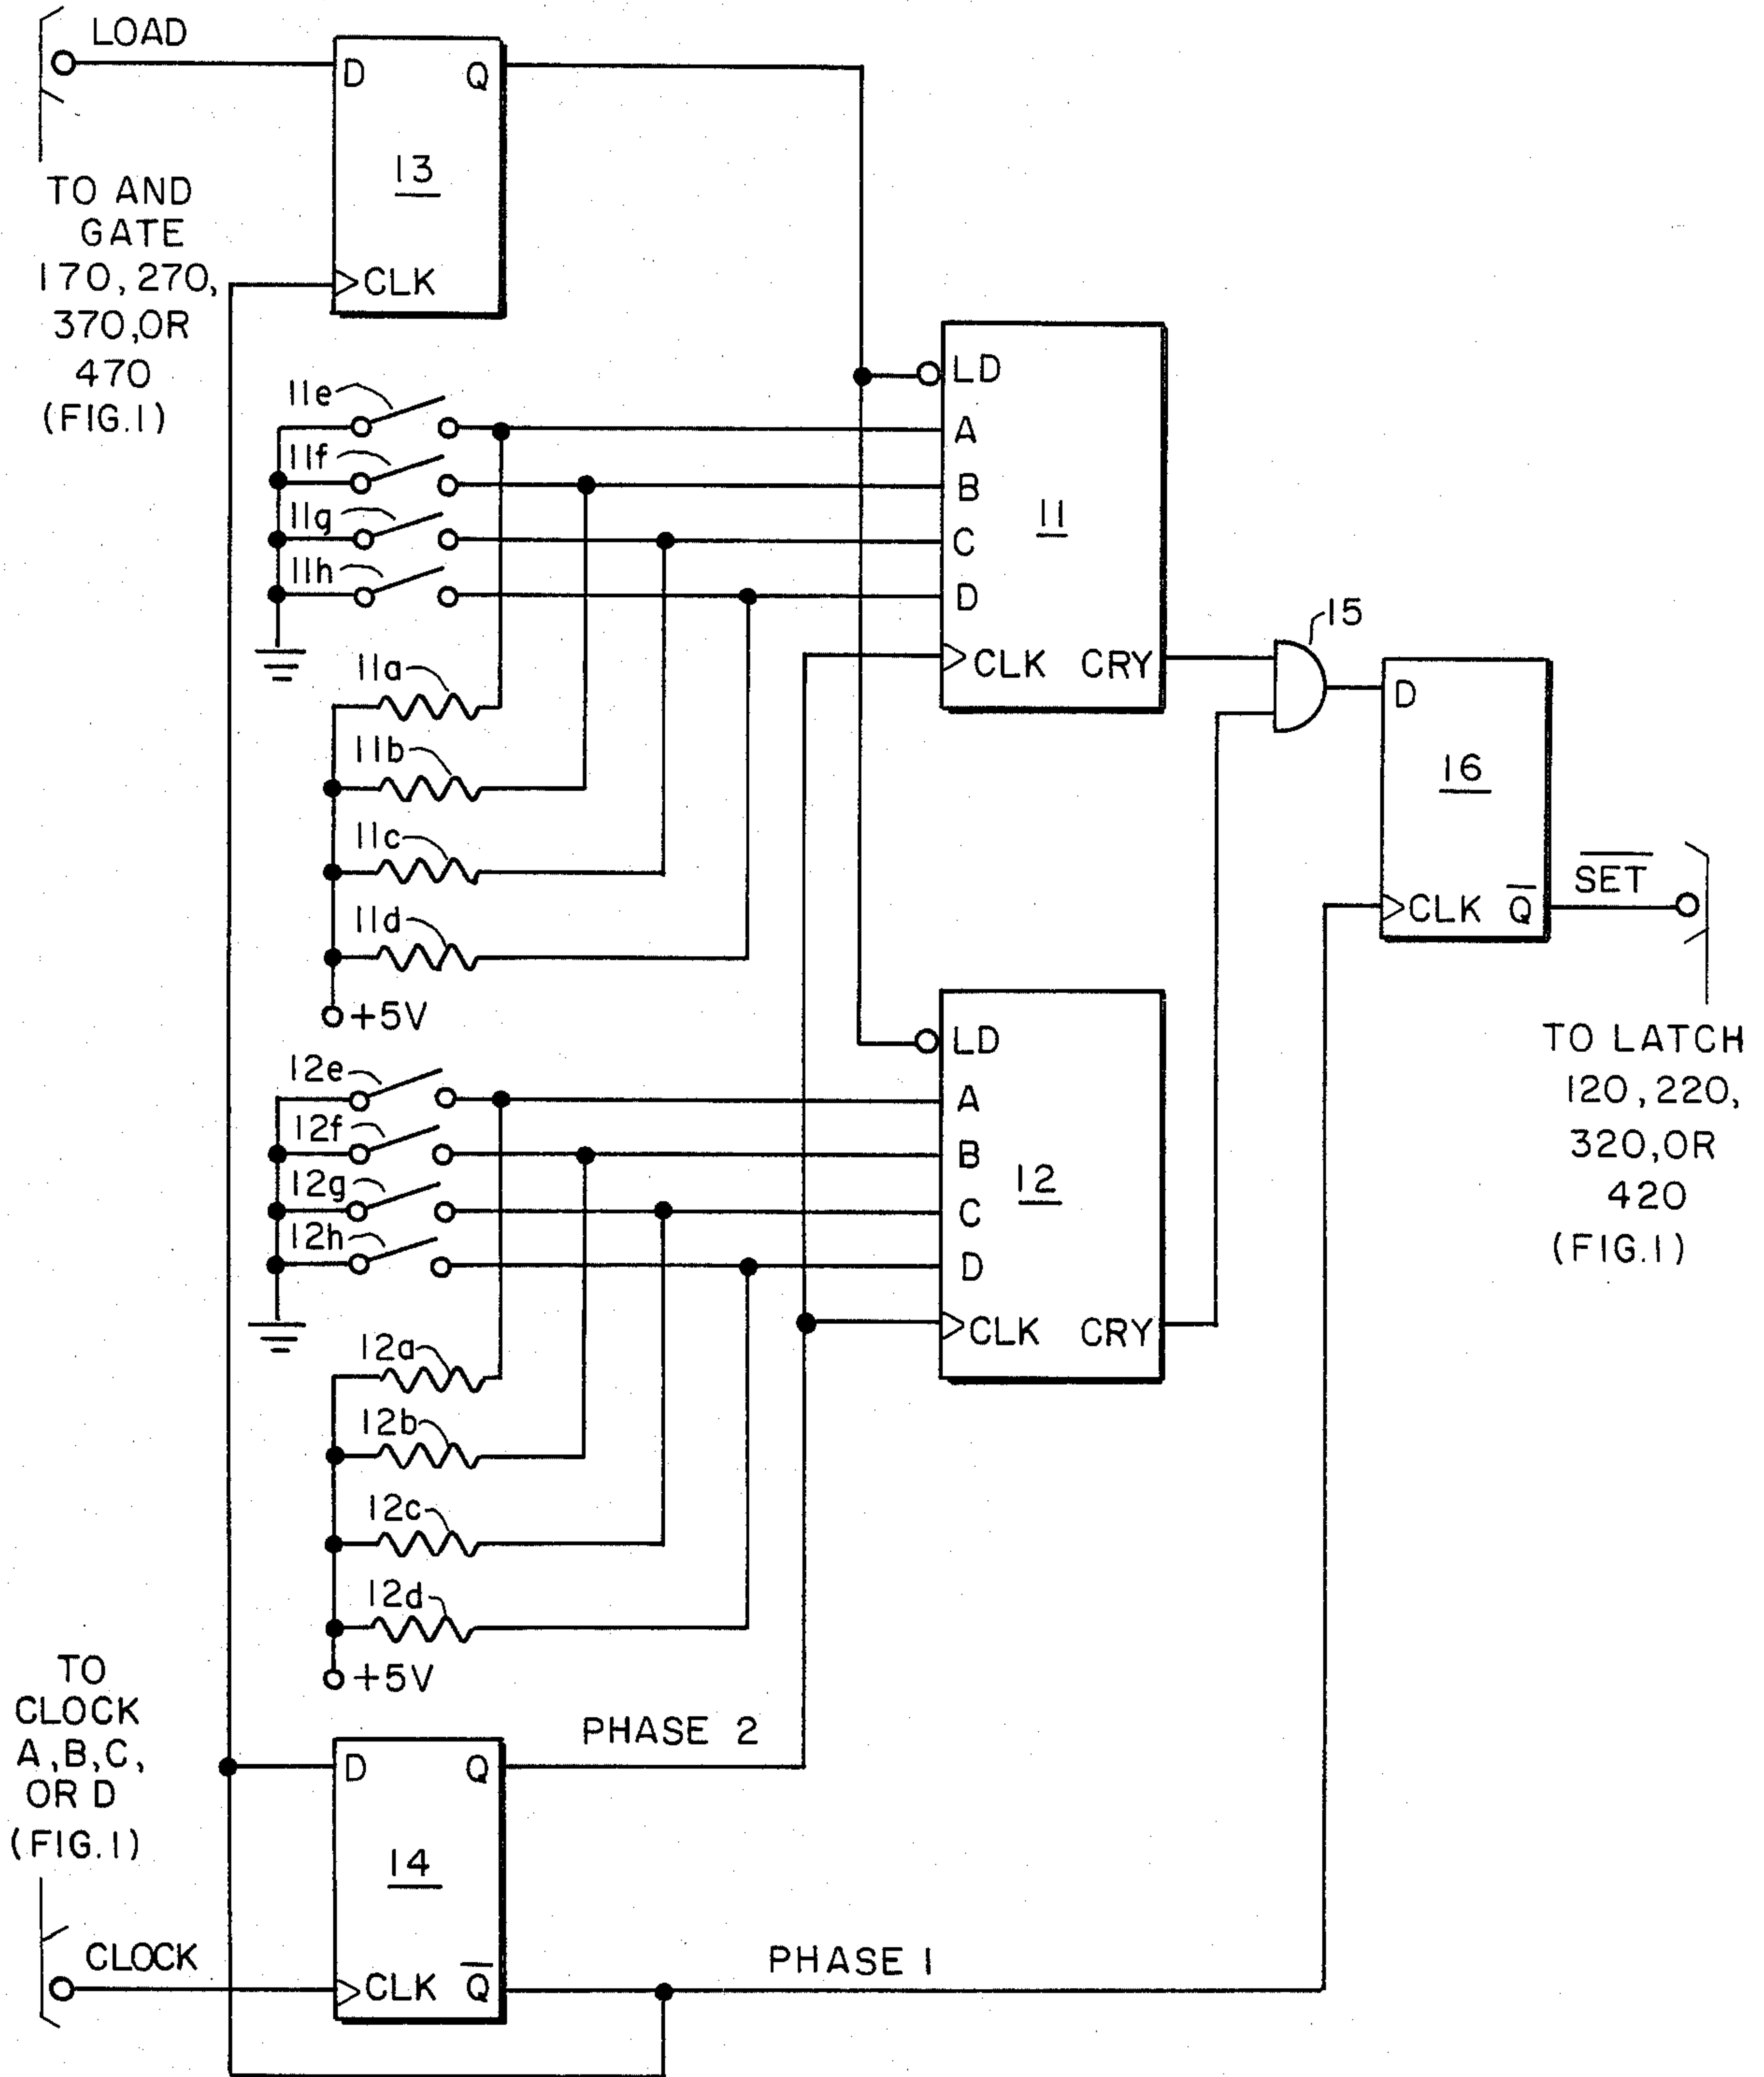 LOAD
TO AND
GATE
170, 270,
370, OR
470
(FIG. 1)
D Q
13
CLK
11e
11f
11g
11h
11a
11b
11c
11d
+5V
LD
A
B
C
D
CLK CRY
11
15
D
16
CLK Q̅
S̅E̅T̅
TO LATCH
120, 220,
320, OR
420
(FIG. 1)
12e
12f
12g
12h
12a
12b
12c
12d
+5V
LD
A
B
C
D
CLK CRY
12
TO
CLOCK
A, B, C,
OR D
(FIG. 1)
CLOCK
D Q
14
CLK Q̅
PHASE 2
PHASE 1